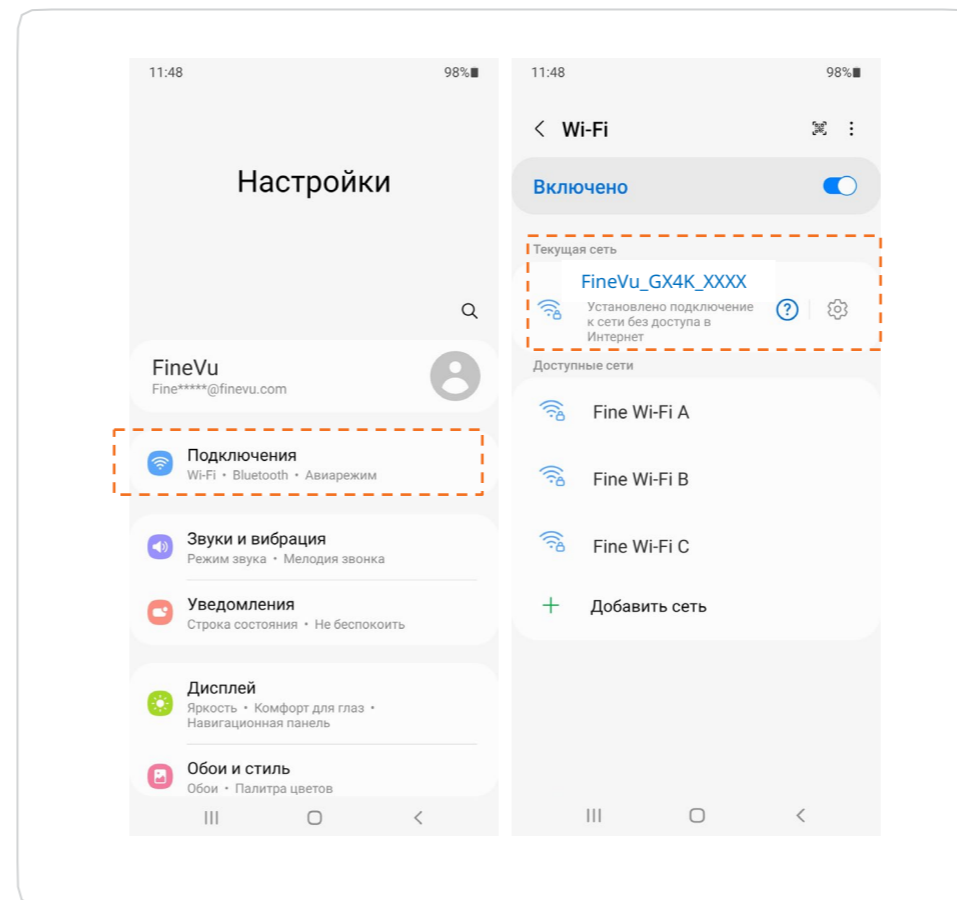 11:48 98%
Настройки
FineVu
Fine*****@finevu.com
Подключения
Wi-Fi • Bluetooth • Авиарежим
Звуки и вибрация
Режим звука • Мелодия звонка
Уведомления
Строка состояния • Не беспокоить
Дисплей
Яркость • Комфорт для глаз •
Навигационная панель
Обои и стиль
Обои • Палитра цветов
11:48 98%
Wi-Fi
Включено
Текущая сеть
FineVu_GX4K_XXXX
Установлено подключение
к сети без доступа в
Интернет
Доступные сети
Fine Wi-Fi A
Fine Wi-Fi B
Fine Wi-Fi C
Добавить сеть